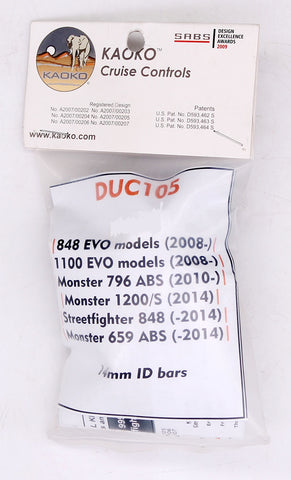 KAOKO
KAOKO™
Cruise Controls
SABS
DESIGN
EXCELLENCE
AWARDS
2009
Registered Design
No. A2007/00202 No. A2007/00203
No. A2007/00204 No. A2007/00205
No. A2007/00206 No. A2007/00207
Patents
U.S. Pat. No. D593,462 S
U.S. Pat. No. D593,463 S
U.S. Pat. No. D593,464 S
www.kaoko.com
DUC105
848 EVO models (2008-)
1100 EVO models (2008-)
Monster 796 ABS (2010-)
Monster 1200/S (2014)
Streetfighter 848 (-2014)
Monster 659 ABS (-2014)
mm ID bars